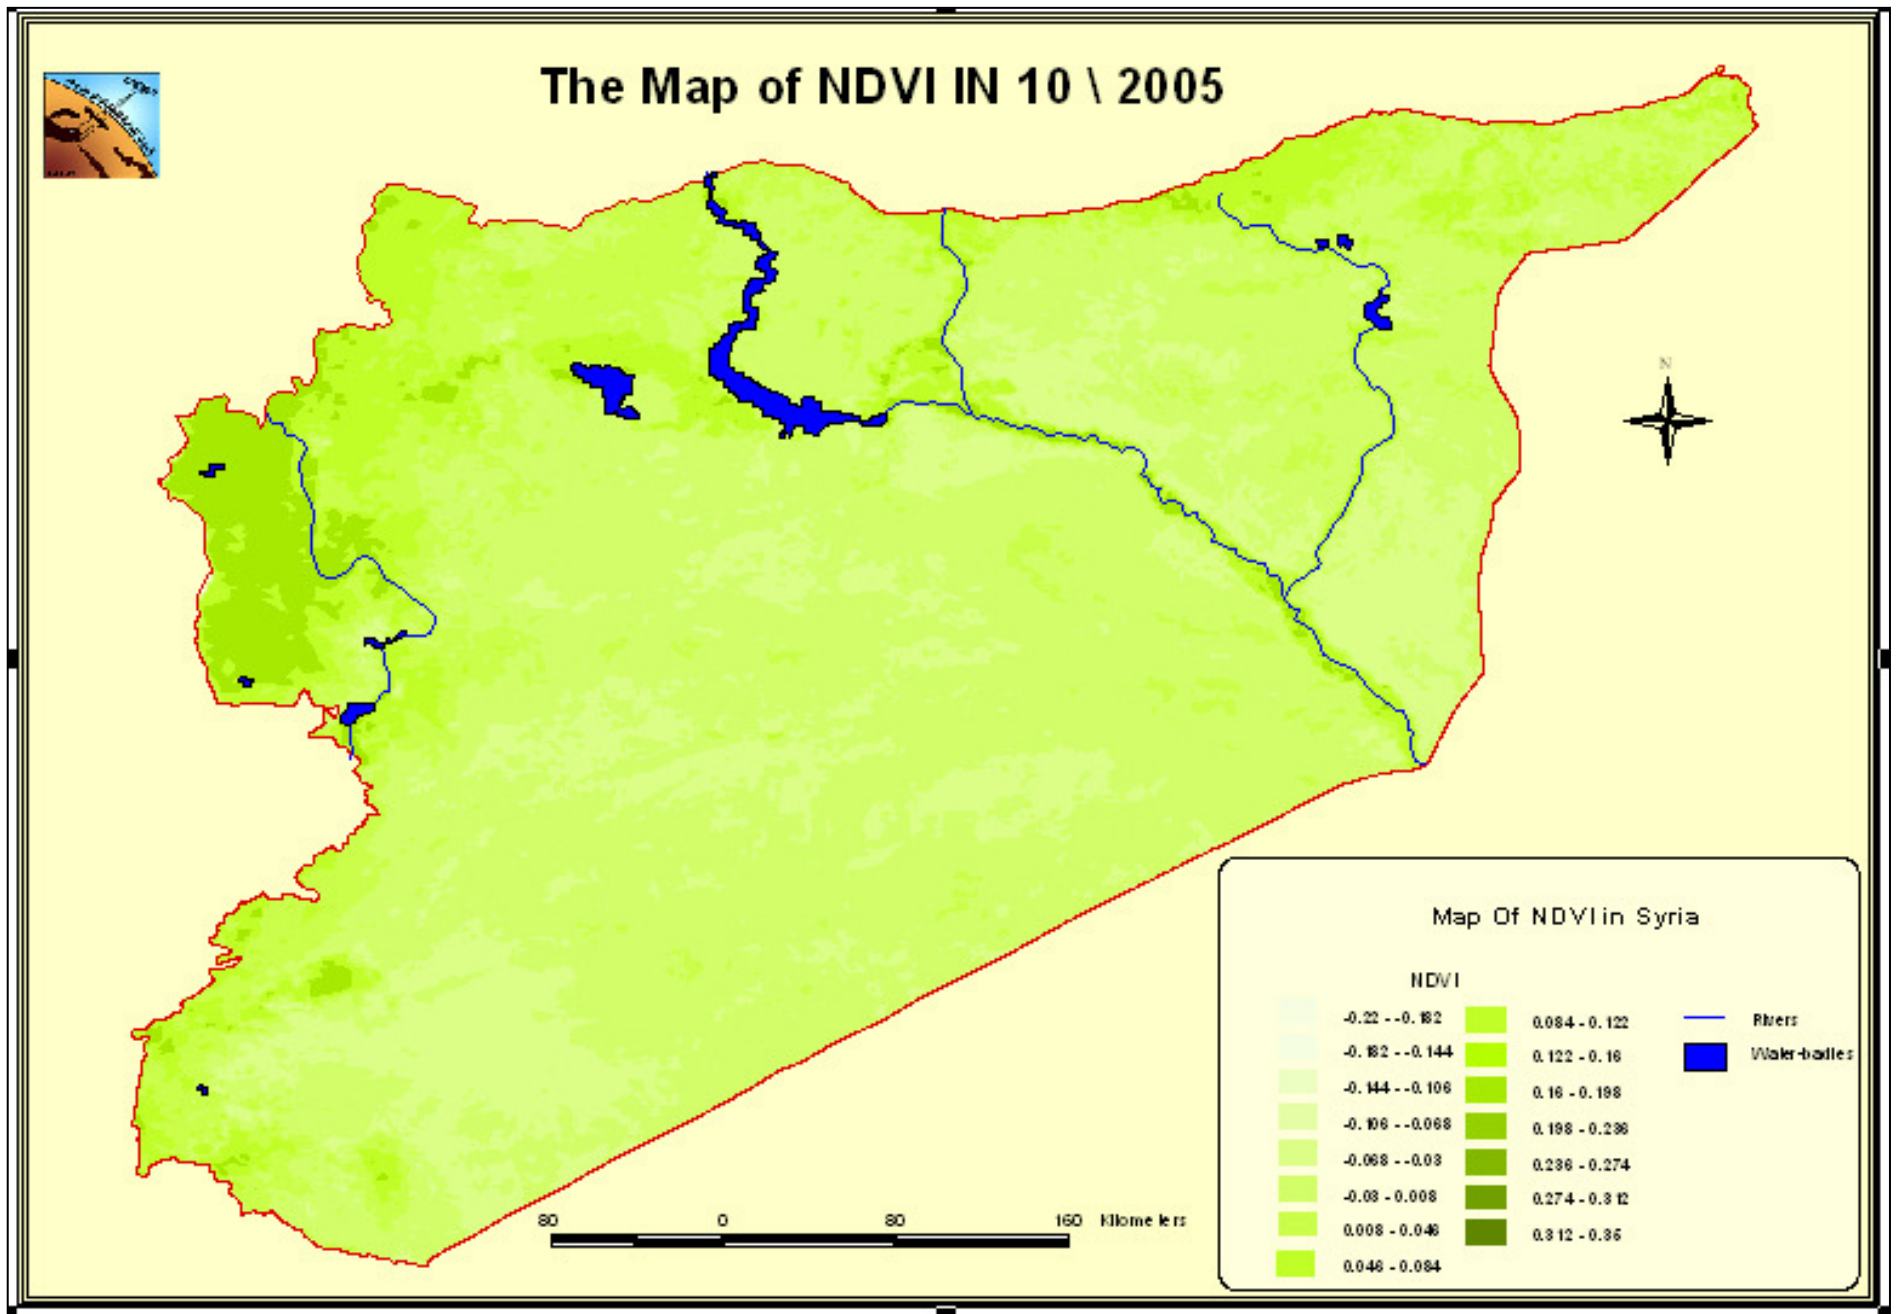 The Map of NDVI IN 10 \ 2005
N
Map Of NDVI in Syria
NDVI
-0.22 - -0.182
-0.182 - -0.144
-0.144 - -0.106
-0.106 - -0.068
-0.068 - -0.03
-0.03 - 0.008
0.008 - 0.046
0.046 - 0.084
0.084 - 0.122
0.122 - 0.16
0.16 - 0.198
0.198 - 0.236
0.236 - 0.274
0.274 - 0.312
0.312 - 0.35
Rivers
Water-badies
80 0 80 160 Kilometers